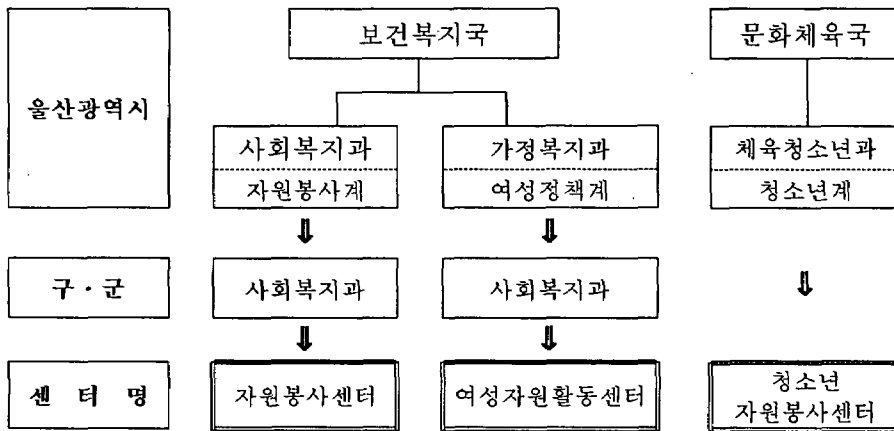 보건복지국 문화체육국
울산광역시
사회복지과 가정복지과 체육청소년과
자원봉사계 여성정책계 청소년계
⇓ ⇓
구 · 군 사회복지과 사회복지과 ⇓
⇓ ⇓
센 터 명 자원봉사센터 여성자원활동센터 청소년
자원봉사센터